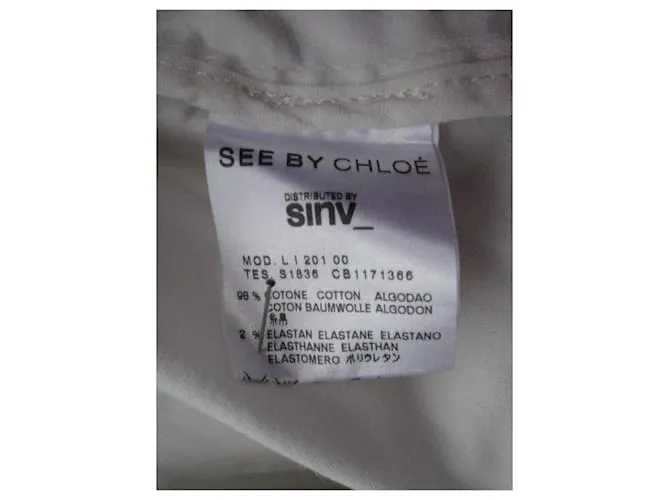 SEE BY CHLOÉ
DISTRIBUTED BY
sinv_
MOD. L I 201 00
TES. S1836 CB1171366
98 % COTONE COTTON ALGODAO
COTON BAUMWOLLE ALGODON
2 % ELASTAN ELASTANE ELASTANO
ELASTHANNE ELASTHAN
ELASTOMERO ポリウレタン